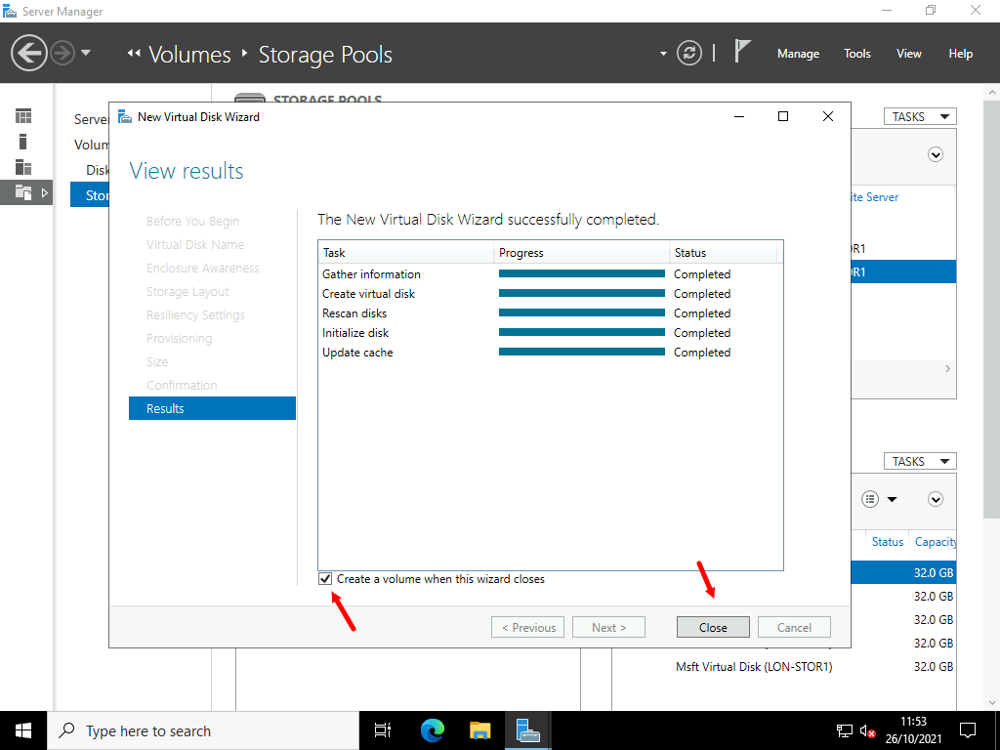 Server Manager
Volumes Storage Pools
Manage Tools View Help
STORAGE POOLS
TASKS
New Virtual Disk Wizard
View results
Before You Begin
Virtual Disk Name
Enclosure Awareness
Storage Layout
Resiliency Settings
Provisioning
Size
Confirmation
Results
The New Virtual Disk Wizard successfully completed.
Task Progress Status
Gather information Completed
Create virtual disk Completed
Rescan disks Completed
Initialize disk Completed
Update cache Completed
Create a volume when this wizard closes
< Previous Next > Close Cancel
Server
Volum
Disk
Stor
ite Server
OR1
OR1
TASKS
Status Capacity
32.0 GB
32.0 GB
32.0 GB
32.0 GB
Msft Virtual Disk (LON-STOR1) 32.0 GB
Type here to search
11:53
26/10/2021